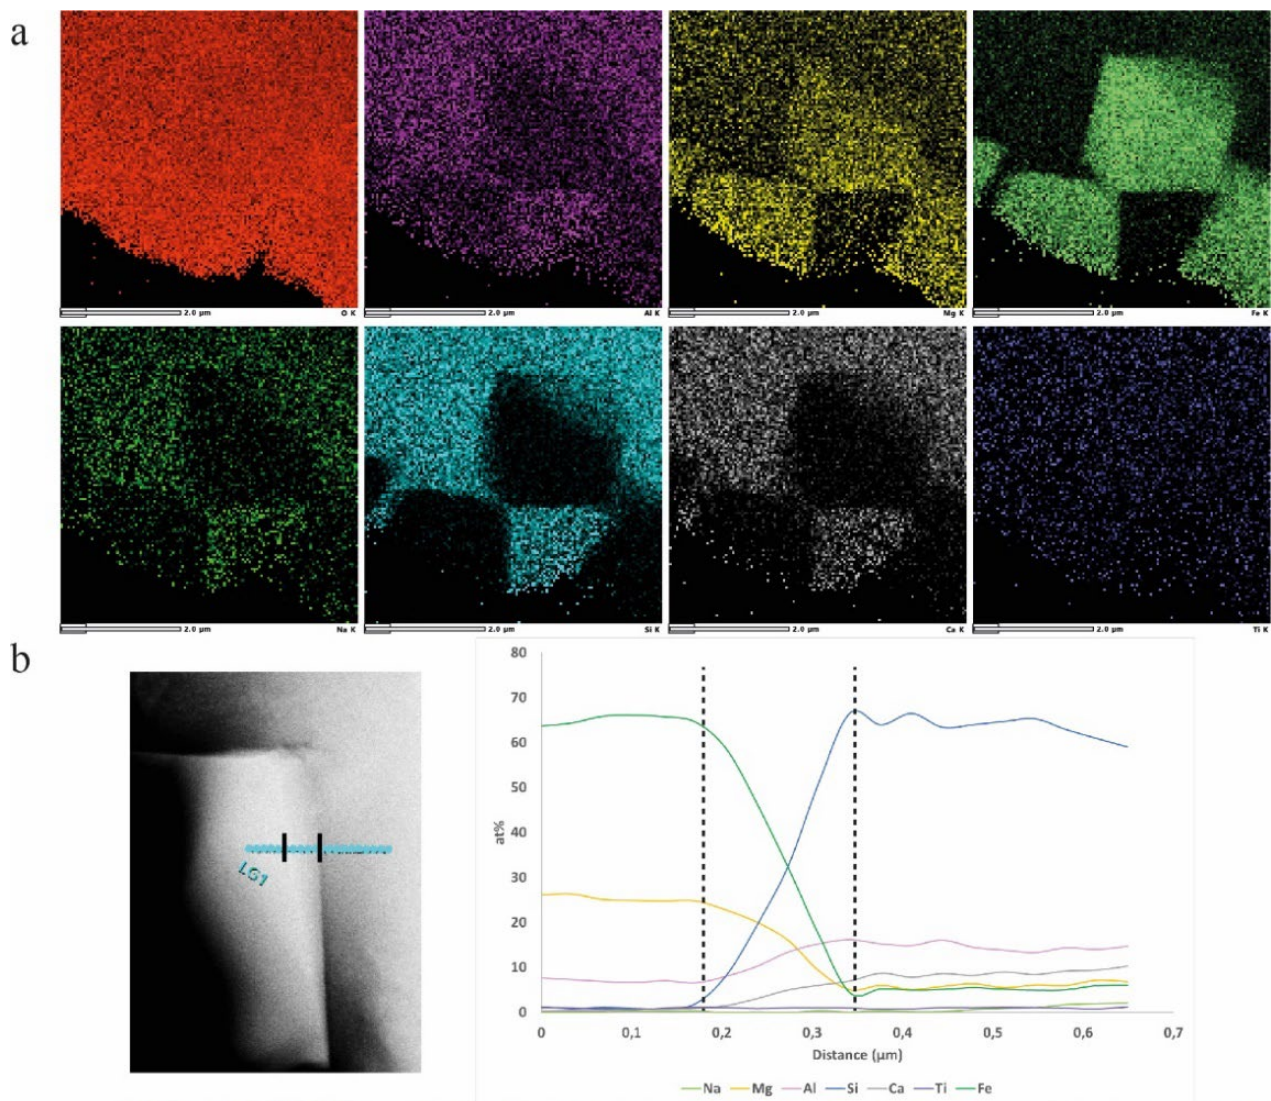 a
2.0 μm O K
2.0 μm Al K
2.0 μm Mg K
2.0 μm Fe K
2.0 μm Na K
2.0 μm Si K
2.0 μm Ca K
2.0 μm Ti K
b
LG1
80
70
60
50
40
30
20
10
0
at%
0 0,1 0,2 0,3 0,4 0,5 0,6 0,7
Distance (μm)
Na Mg Al Si Ca Ti Fe